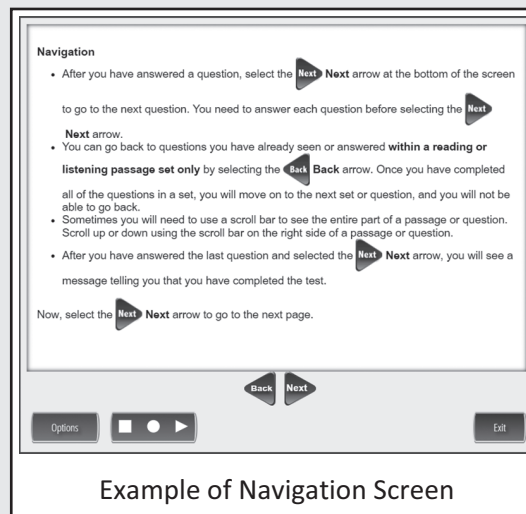 Navigation
• After you have answered a question, select the Next Next arrow at the bottom of the screen
to go to the next question. You need to answer each question before selecting the Next
Next arrow.
• You can go back to questions you have already seen or answered within a reading or
listening passage set only by selecting the Back Back arrow. Once you have completed
all of the questions in a set, you will move on to the next set or question, and you will not be
able to go back.
• Sometimes you will need to use a scroll bar to see the entire part of a passage or question.
Scroll up or down using the scroll bar on the right side of a passage or question.
• After you have answered the last question and selected the Next Next arrow, you will see a
message telling you that you have completed the test.
Now, select the Next Next arrow to go to the next page.
Back Next
Options Exit
Example of Navigation Screen